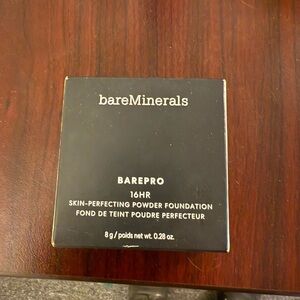 bareMinerals
BAREPRO
16HR
SKIN-PERFECTING POWDER FOUNDATION
FOND DE TEINT POUDRE PERFECTEUR
8 g / poids net wt. 0.28 oz.